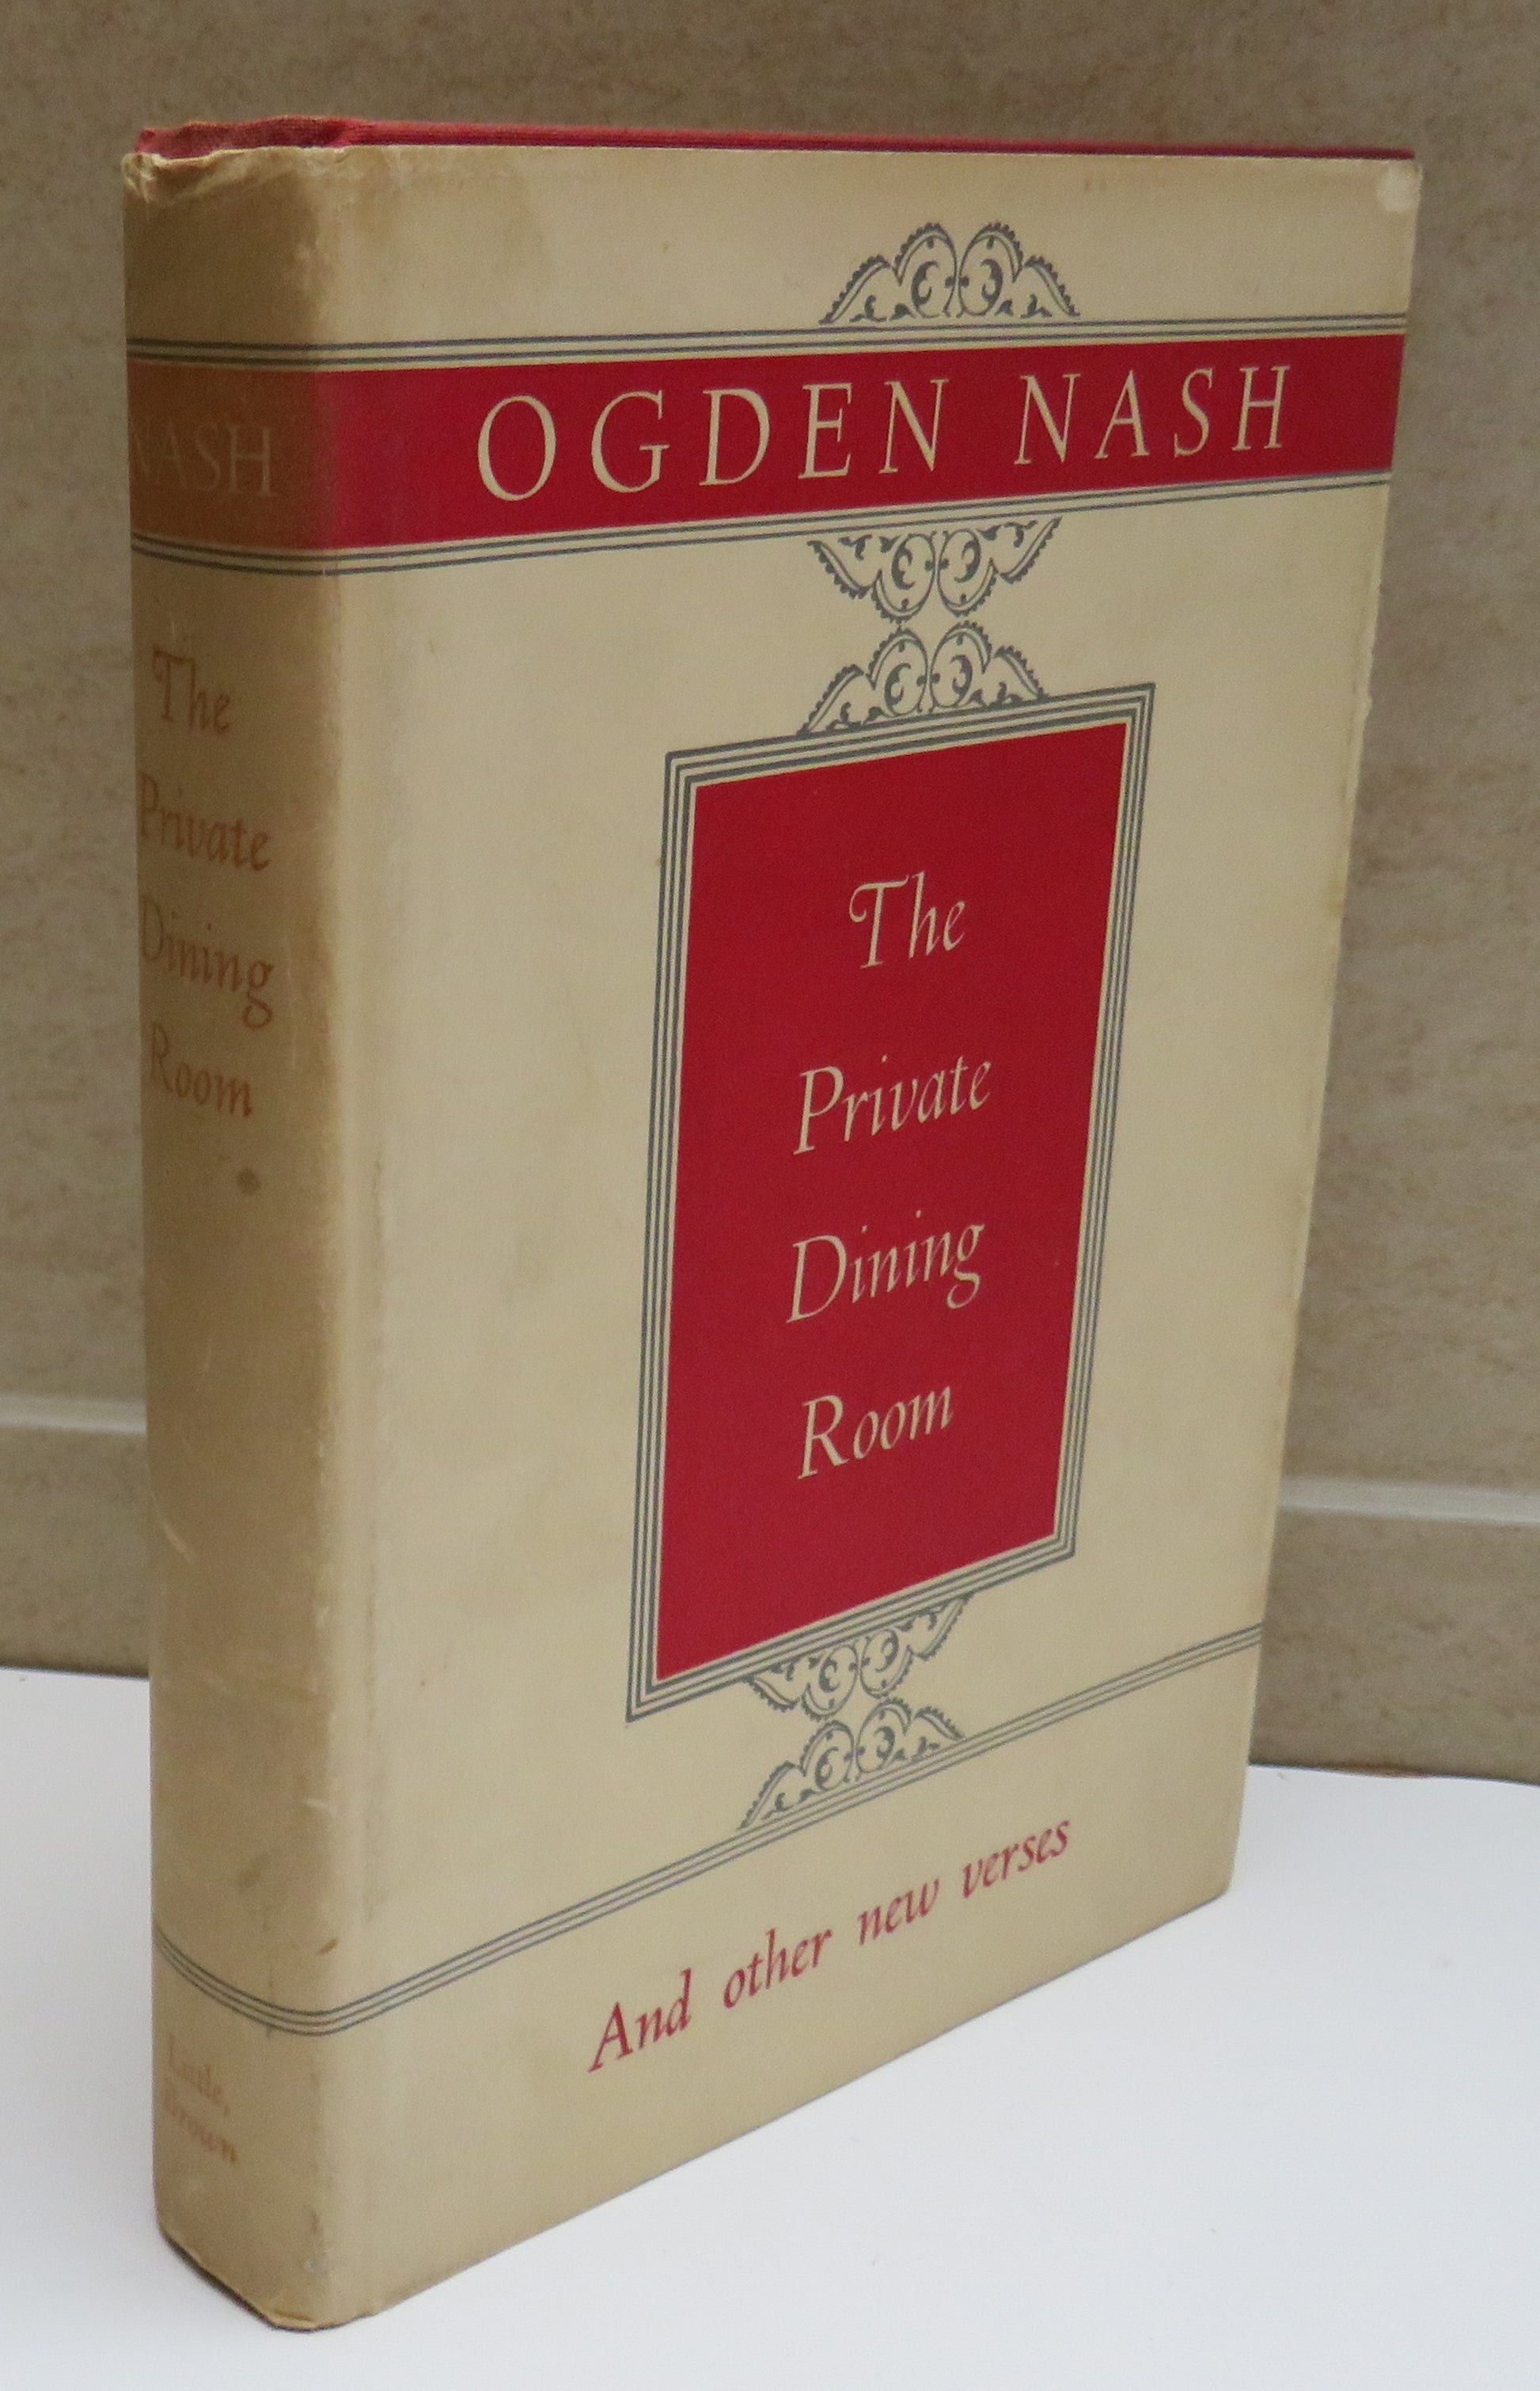 NASH
The
Private
Dining
Room
Little,
Brown
OGDEN NASH
The
Private
Dining
Room
And other new verses